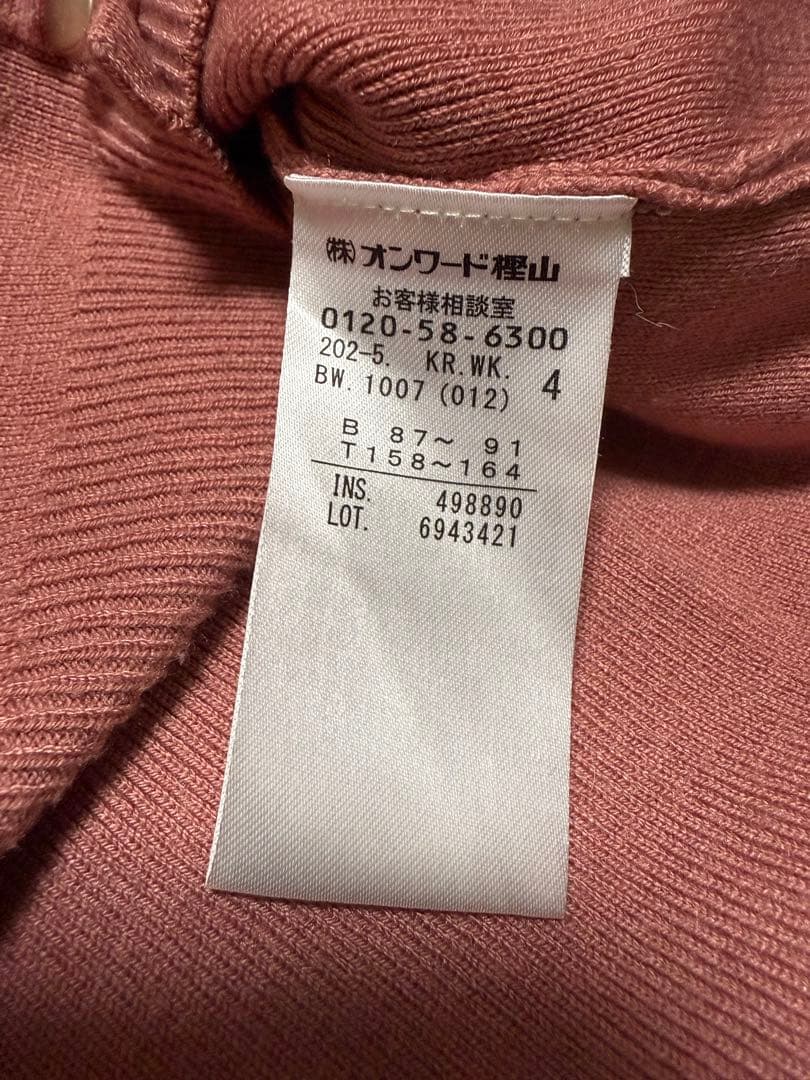 ㈱オンワード樫山
お客様相談室
0120-58-6300
202-5. KR.WK. 4
BW. 1007 (012)
B 87〜 91
T158〜164
INS. 498890
LOT. 6943421